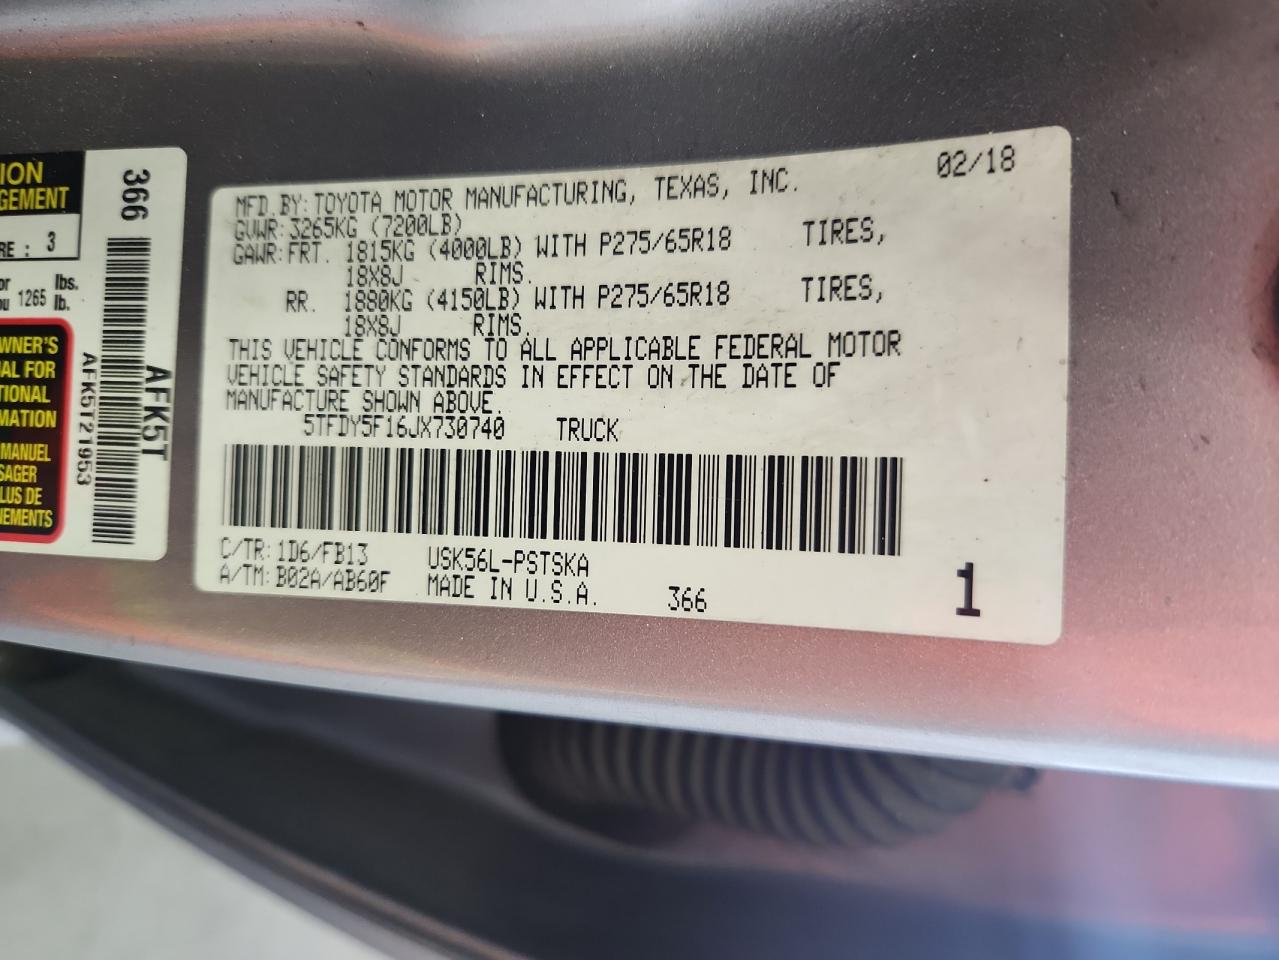 ION
GEMENT
RE : 3
or lbs.
ou 1265 lb.
WNER'S
AL FOR
TIONAL
MATION
MANUEL
SAGER
LUS DE
NEMENTS
366
AFK5T21953
AFK5T
02/18
MFD.BY:TOYOTA MOTOR MANUFACTURING, TEXAS, INC.
GVWR:3265KG (7200LB)
GAWR:FRT. 1815KG (4000LB) WITH P275/65R18 TIRES,
18X8J RIMS.
RR. 1880KG (4150LB) WITH P275/65R18 TIRES,
18X8J RIMS.
THIS VEHICLE CONFORMS TO ALL APPLICABLE FEDERAL MOTOR
VEHICLE SAFETY STANDARDS IN EFFECT ON THE DATE OF
MANUFACTURE SHOWN ABOVE.
5TFDY5F16JX730740 TRUCK
C/TR:1D6/FB13 USK56L-PSTSKA
A/TM:B02A/AB60F MADE IN U.S.A. 366 1